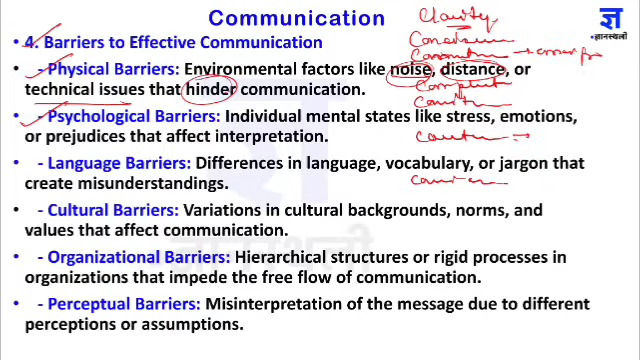 Communication
Clarity
ज्ञ
ज्ञानस्थली
• 4. Barriers to Effective Communication
• - Physical Barriers: Environmental factors like noise, distance, or
technical issues that hinder communication.
• - Psychological Barriers: Individual mental states like stress, emotions,
or prejudices that affect interpretation.
• - Language Barriers: Differences in language, vocabulary, or jargon that
create misunderstandings.
• - Cultural Barriers: Variations in cultural backgrounds, norms, and
values that affect communication.
• - Organizational Barriers: Hierarchical structures or rigid processes in
organizations that impede the free flow of communication.
• - Perceptual Barriers: Misinterpretation of the message due to different
perceptions or assumptions.
ज्ञ
ज्ञानस्थली